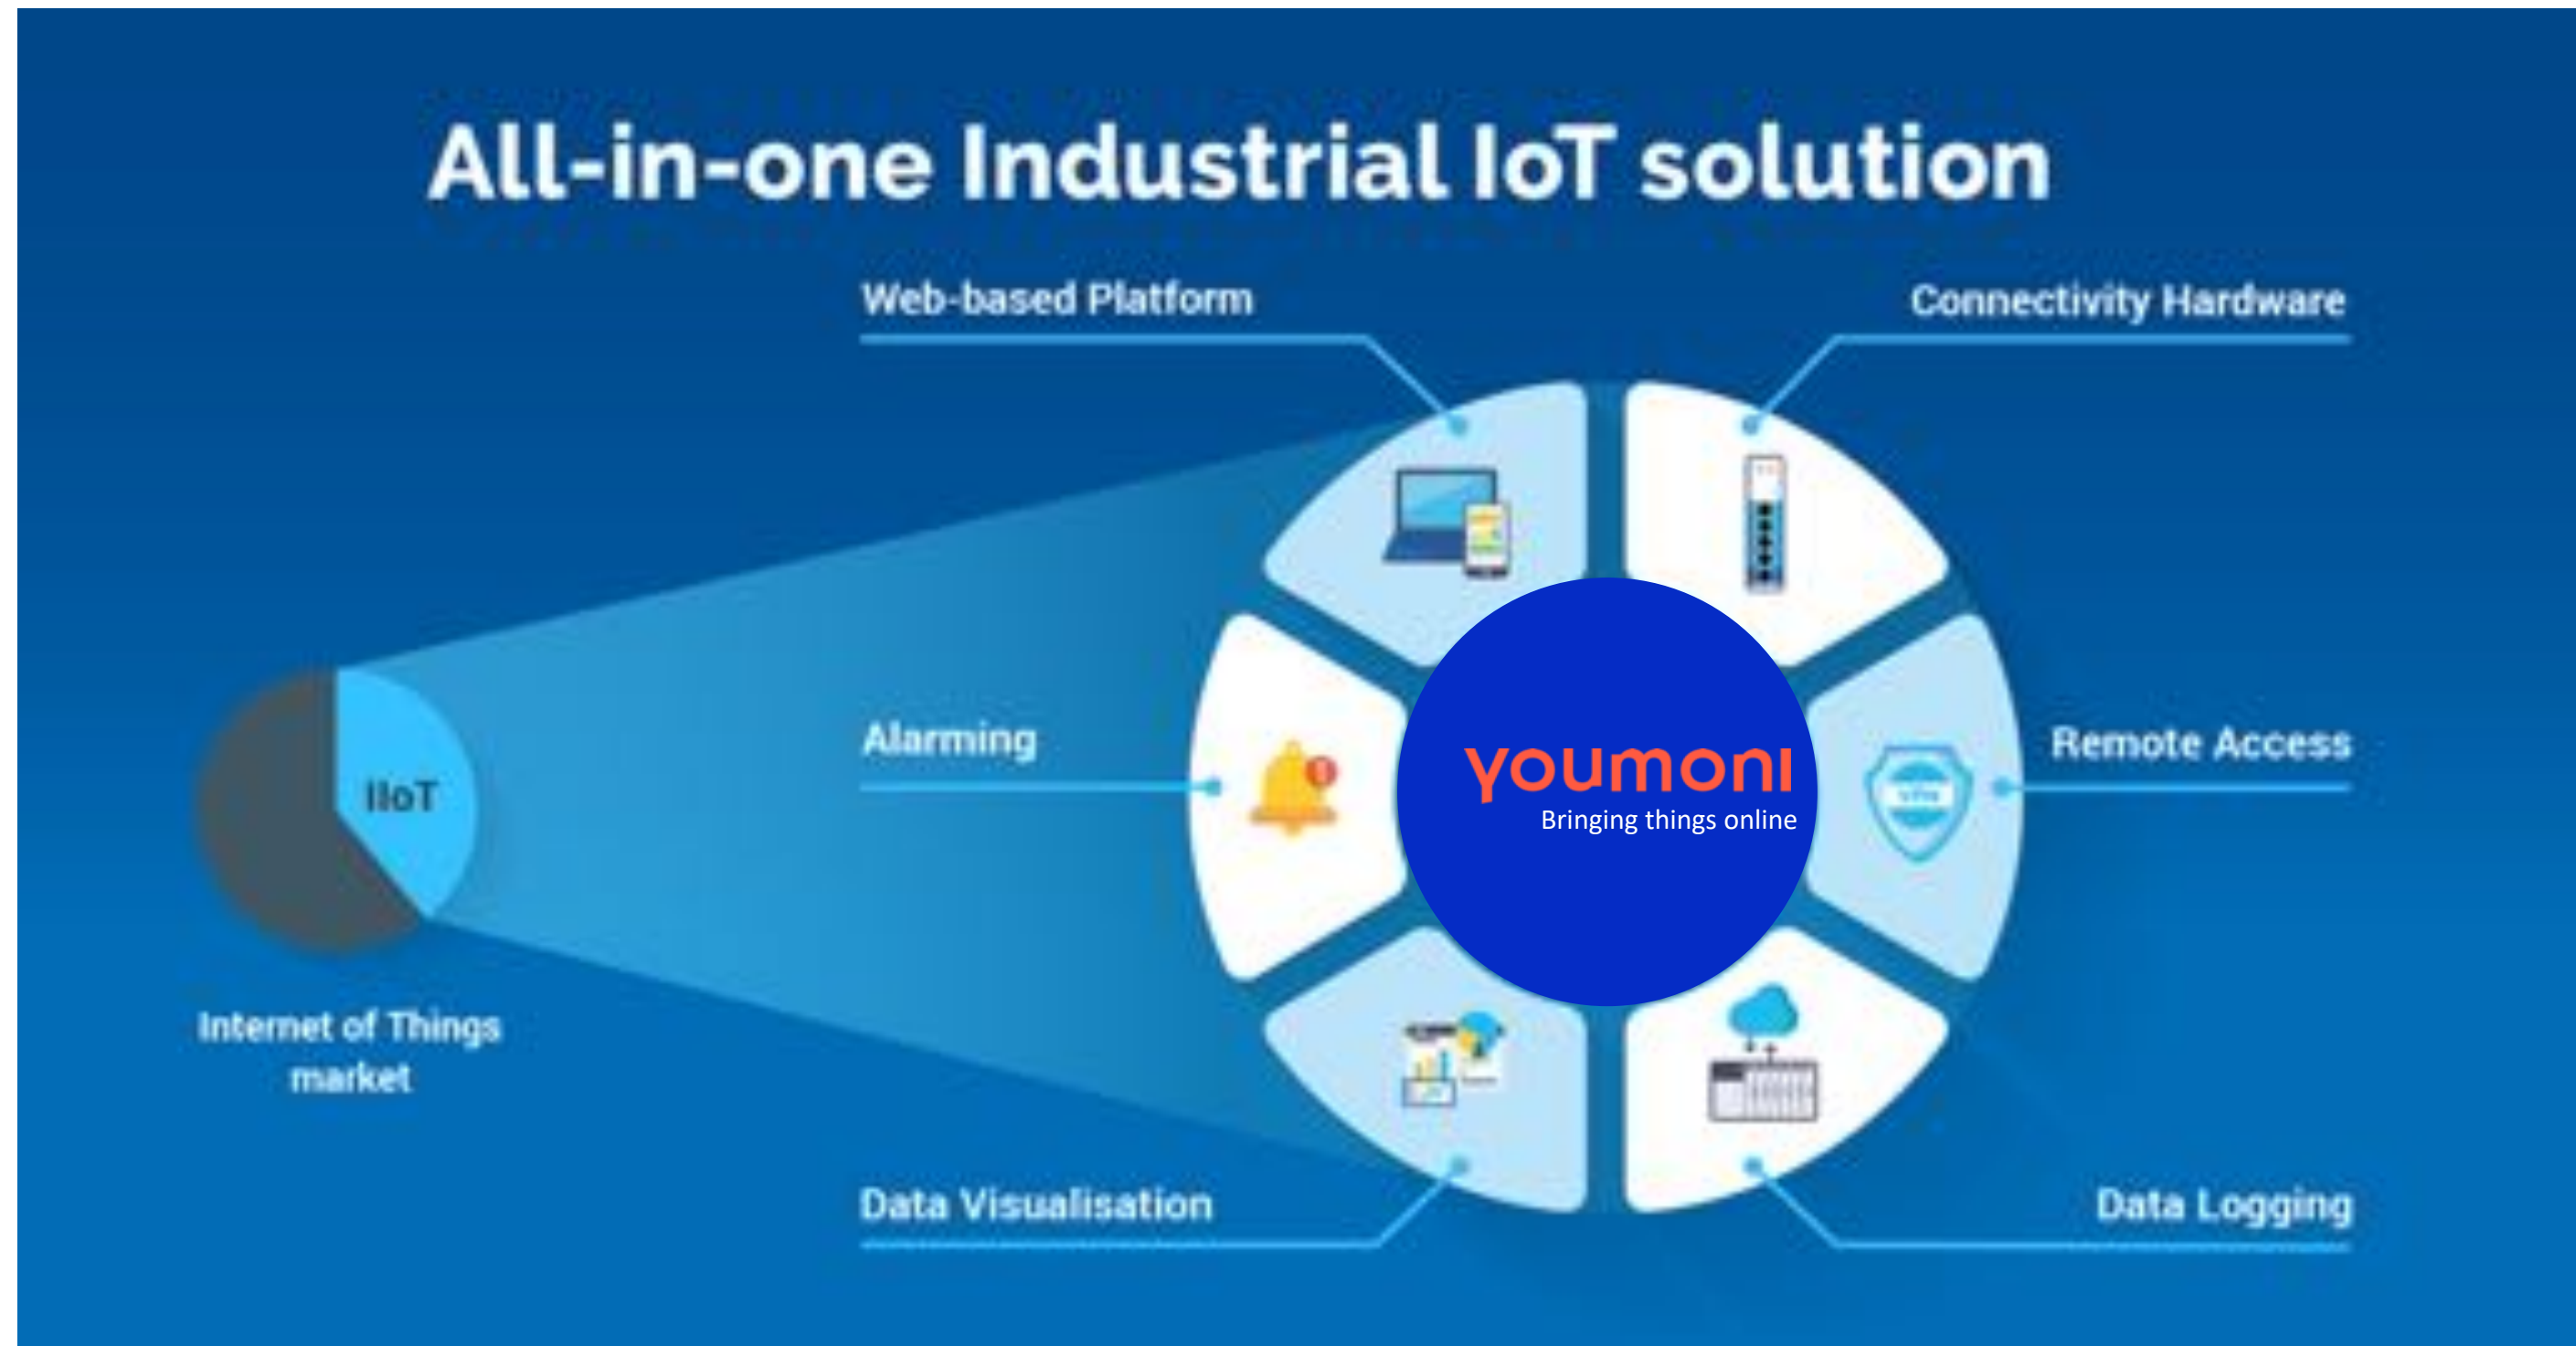 All-in-one Industrial IoT solution
Web-based Platform
Connectivity Hardware
Alarming
Remote Access
IIoT
youmoni
Bringing things online
Internet of Things
market
Data Visualisation
Data Logging